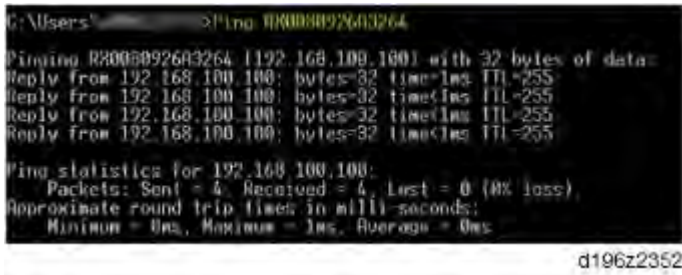 C:\Users\ >Ping RX0080926A3264
Pinging RX0080926A3264 [192.168.100.100] with 32 bytes of data:
Reply from 192.168.100.100: bytes=32 time=1ms TTL=255
Reply from 192.168.100.100: bytes=32 time<1ms TTL=255
Reply from 192.168.100.100: bytes=32 time<1ms TTL=255
Reply from 192.168.100.100: bytes=32 time<1ms TTL=255
Ping statistics for 192.168.100.100:
Packets: Sent = 4, Received = 4, Lost = 0 (0% loss),
Approximate round trip times in milli-seconds:
Minimum = 0ms, Maximum = 1ms, Average = 0ms
d196z2352